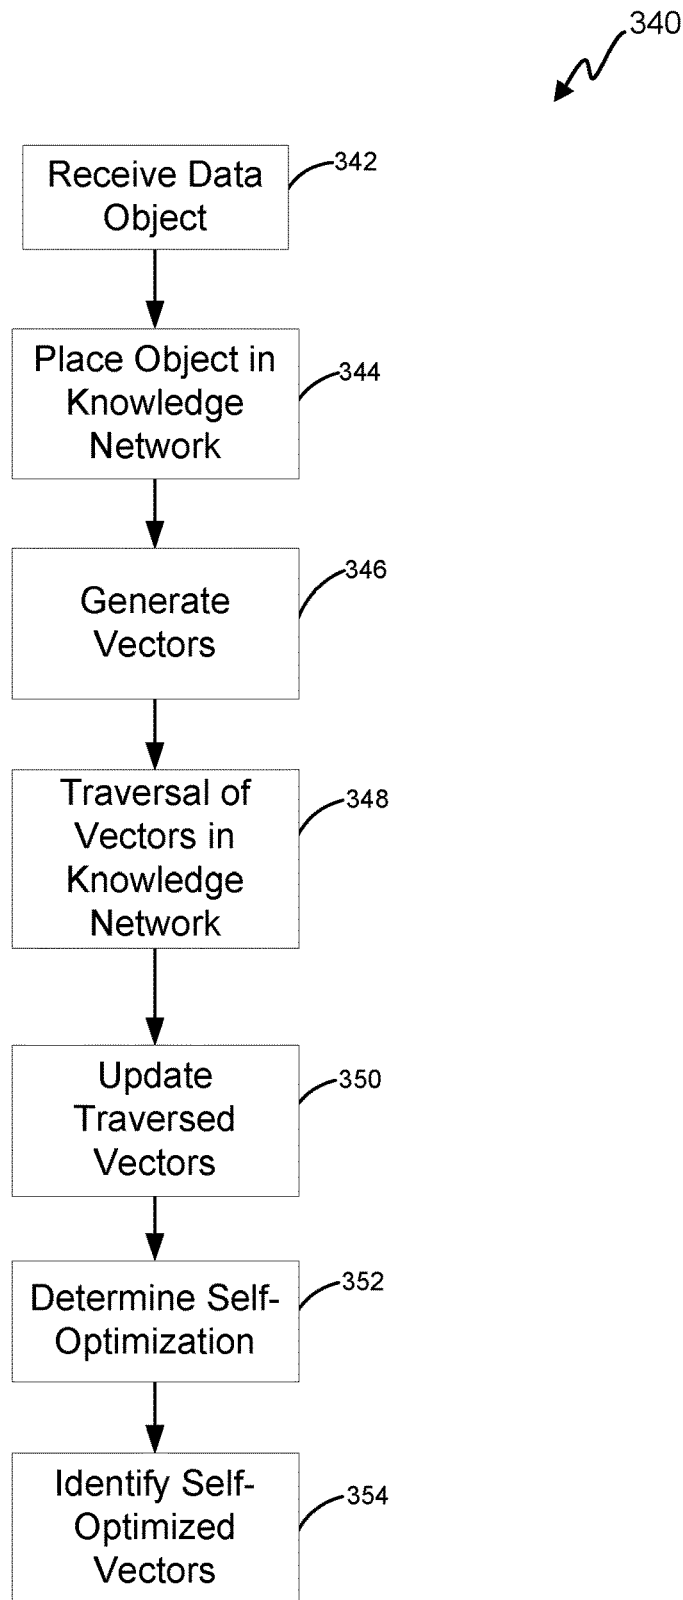 340
Receive Data
Object
342
Place Object in
Knowledge
Network
344
Generate
Vectors
346
Traversal of
Vectors in
Knowledge
Network
348
Update
Traversed
Vectors
350
Determine Self-
Optimization
352
Identify Self-
Optimized
Vectors
354